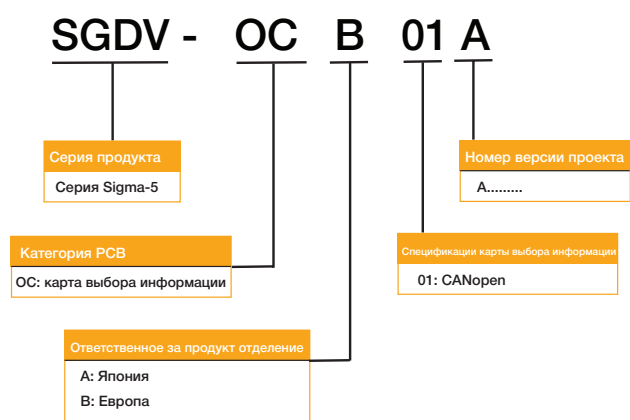 SGDV - OC B 01 A
Серия продукта
Серия Sigma-5
Номер версии проекта
A.........
Категория PCB
OC: карта выбора информации
Спецификации карты выбора информации
01: CANopen
Ответственное за продукт отделение
A: Япония
B: Европа